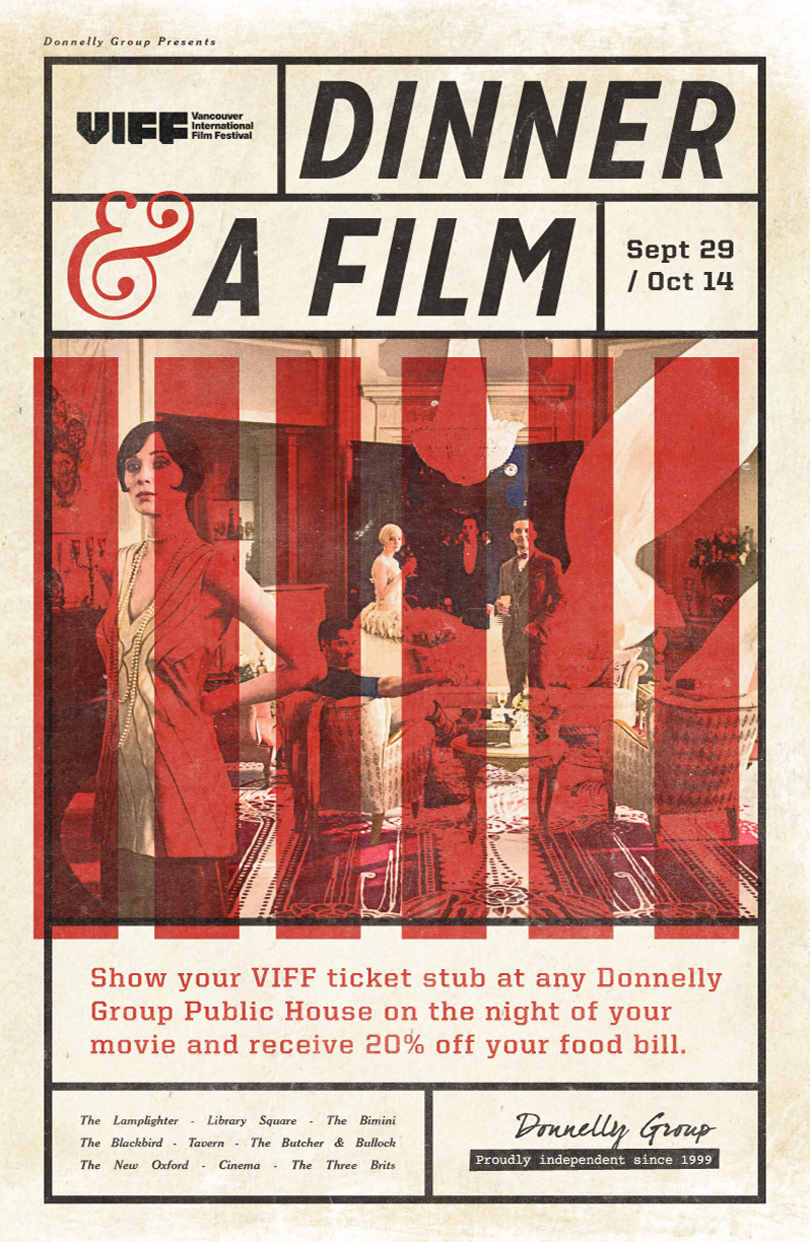 Donnelly Group Presents
VIFF
Vancouver
International
Film Festival
DINNER
& A FILM
Sept 29
/ Oct 14
Show your VIFF ticket stub at any Donnelly
Group Public House on the night of your
movie and receive 20% off your food bill.
The Lamplighter - Library Square - The Bimini
The Blackbird - Tavern - The Butcher & Bullock
The New Oxford - Cinema - The Three Brits
Donnelly Group
Proudly independent since 1999